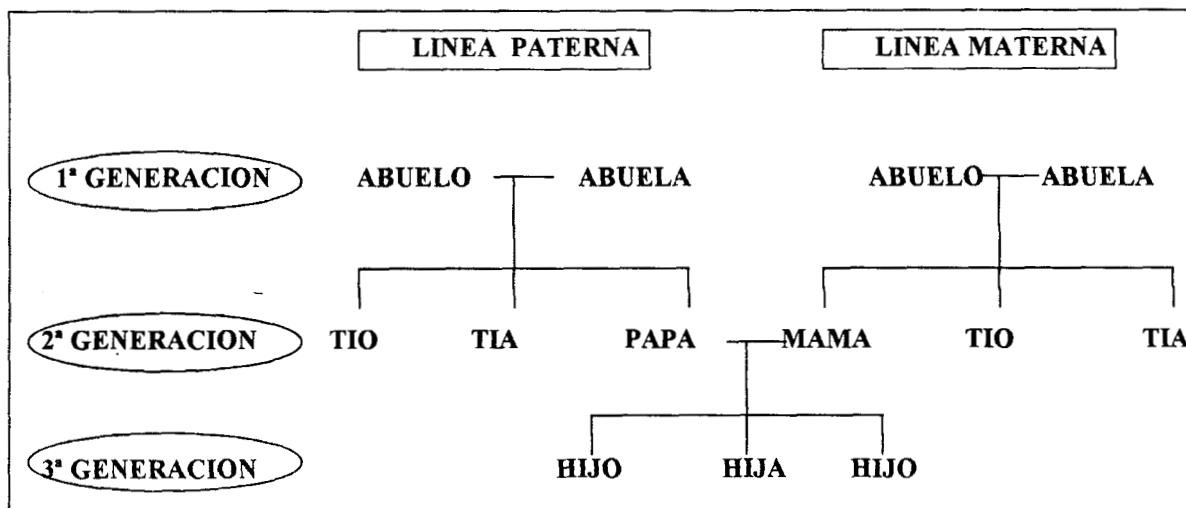 LINEA PATERNA LINEA MATERNA
1ª GENERACION ABUELO ABUELA ABUELO ABUELA
2ª GENERACION TIO TIA PAPA MAMA TIO TIA
3ª GENERACION HIJO HIJA HIJO